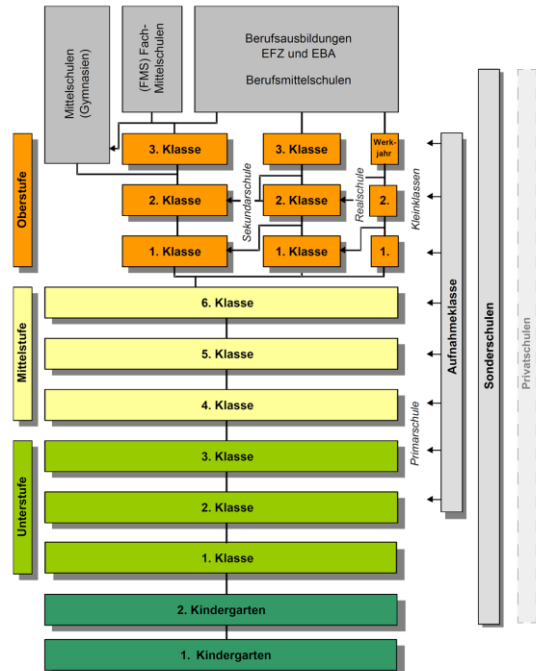 Mittelschulen
(Gymnasien)
(FMS) Fach-
Mittelschulen
Berufsausbildungen
EFZ und EBA
Berufsmittelschulen
Oberstufe
3. Klasse
3. Klasse
Werk-
jahr
2. Klasse
Sekundarschule
2. Klasse
Realschule
2.
Kleinklassen
1. Klasse
1. Klasse
1.
Mittelstufe
6. Klasse
5. Klasse
4. Klasse
Primarschule
Unterstufe
3. Klasse
2. Klasse
1. Klasse
2. Kindergarten
1. Kindergarten
Aufnahmeklasse
Sonderschulen
Privatschulen